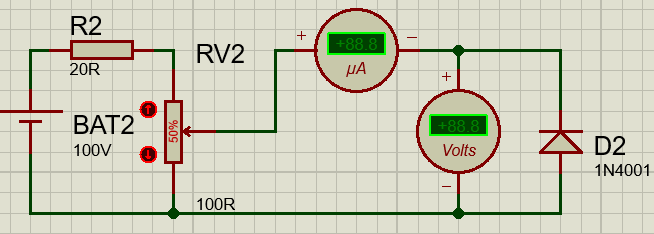 R2
20R
RV2
50%
100R
BAT2
100V
+
+88.8
µA
−
+
+88.8
Volts
−
D2
1N4001